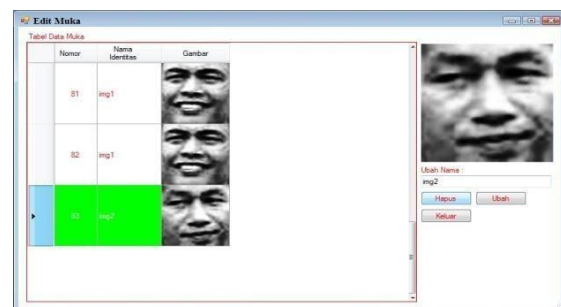 Edit Muka
Tabel Data Muka
Nomor
Nama Identitas
Gambar
81
img1
82
img1
83
img2
Ubah Nama :
img2
Hapus
Ubah
Keluar